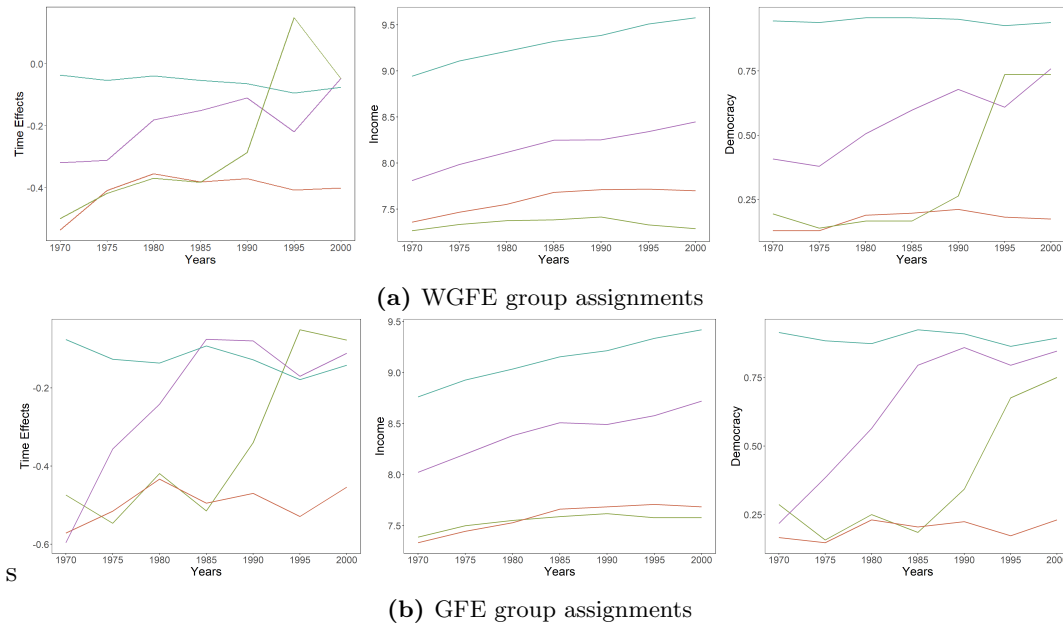 0.0
-0.2
-0.4
Time Effects
1970 1975 1980 1985 1990 1995 2000
Years
9.5
9.0
8.5
8.0
7.5
Income
1970 1975 1980 1985 1990 1995 2000
Years
0.75
0.50
0.25
Democracy
1970 1975 1980 1985 1990 1995 2000
Years
(a) WGFE group assignments
-0.2
-0.4
-0.6
Time Effects
1970 1975 1980 1985 1990 1995 2000
Years
9.5
9.0
8.5
8.0
7.5
Income
1970 1975 1980 1985 1990 1995 2000
Years
0.75
0.50
0.25
Democracy
1970 1975 1980 1985 1990 1995 2000
Years
S
(b) GFE group assignments